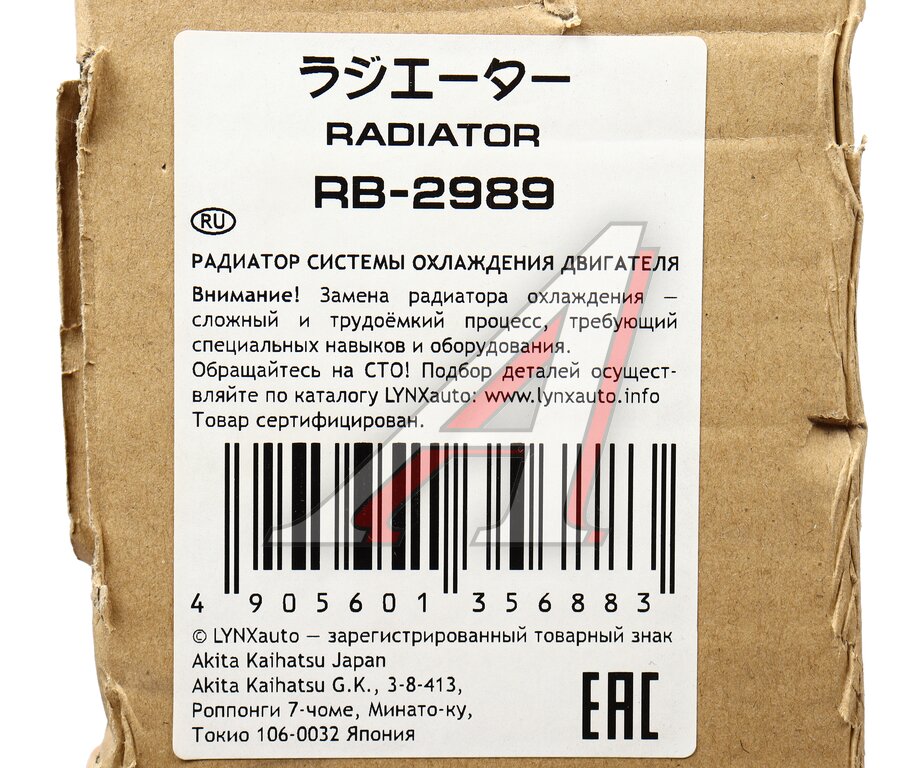 ラジエーター
RADIATOR
RB-2989
RU
РАДИАТОР СИСТЕМЫ ОХЛАЖДЕНИЯ ДВИГАТЕЛЯ
Внимание! Замена радиатора охлаждения –
сложный и трудоёмкий процесс, требующий
специальных навыков и оборудования.
Обращайтесь на СТО! Подбор деталей осущест-
вляйте по каталогу LYNXauto: www.lynxauto.info
Товар сертифицирован.
4 905601 356883
© LYNXauto – зарегистрированный товарный знак
Akita Kaihatsu Japan
Akita Kaihatsu G.K., 3-8-413,
Роппонги 7-чоме, Минато-ку,
Токио 106-0032 Япония
EAC